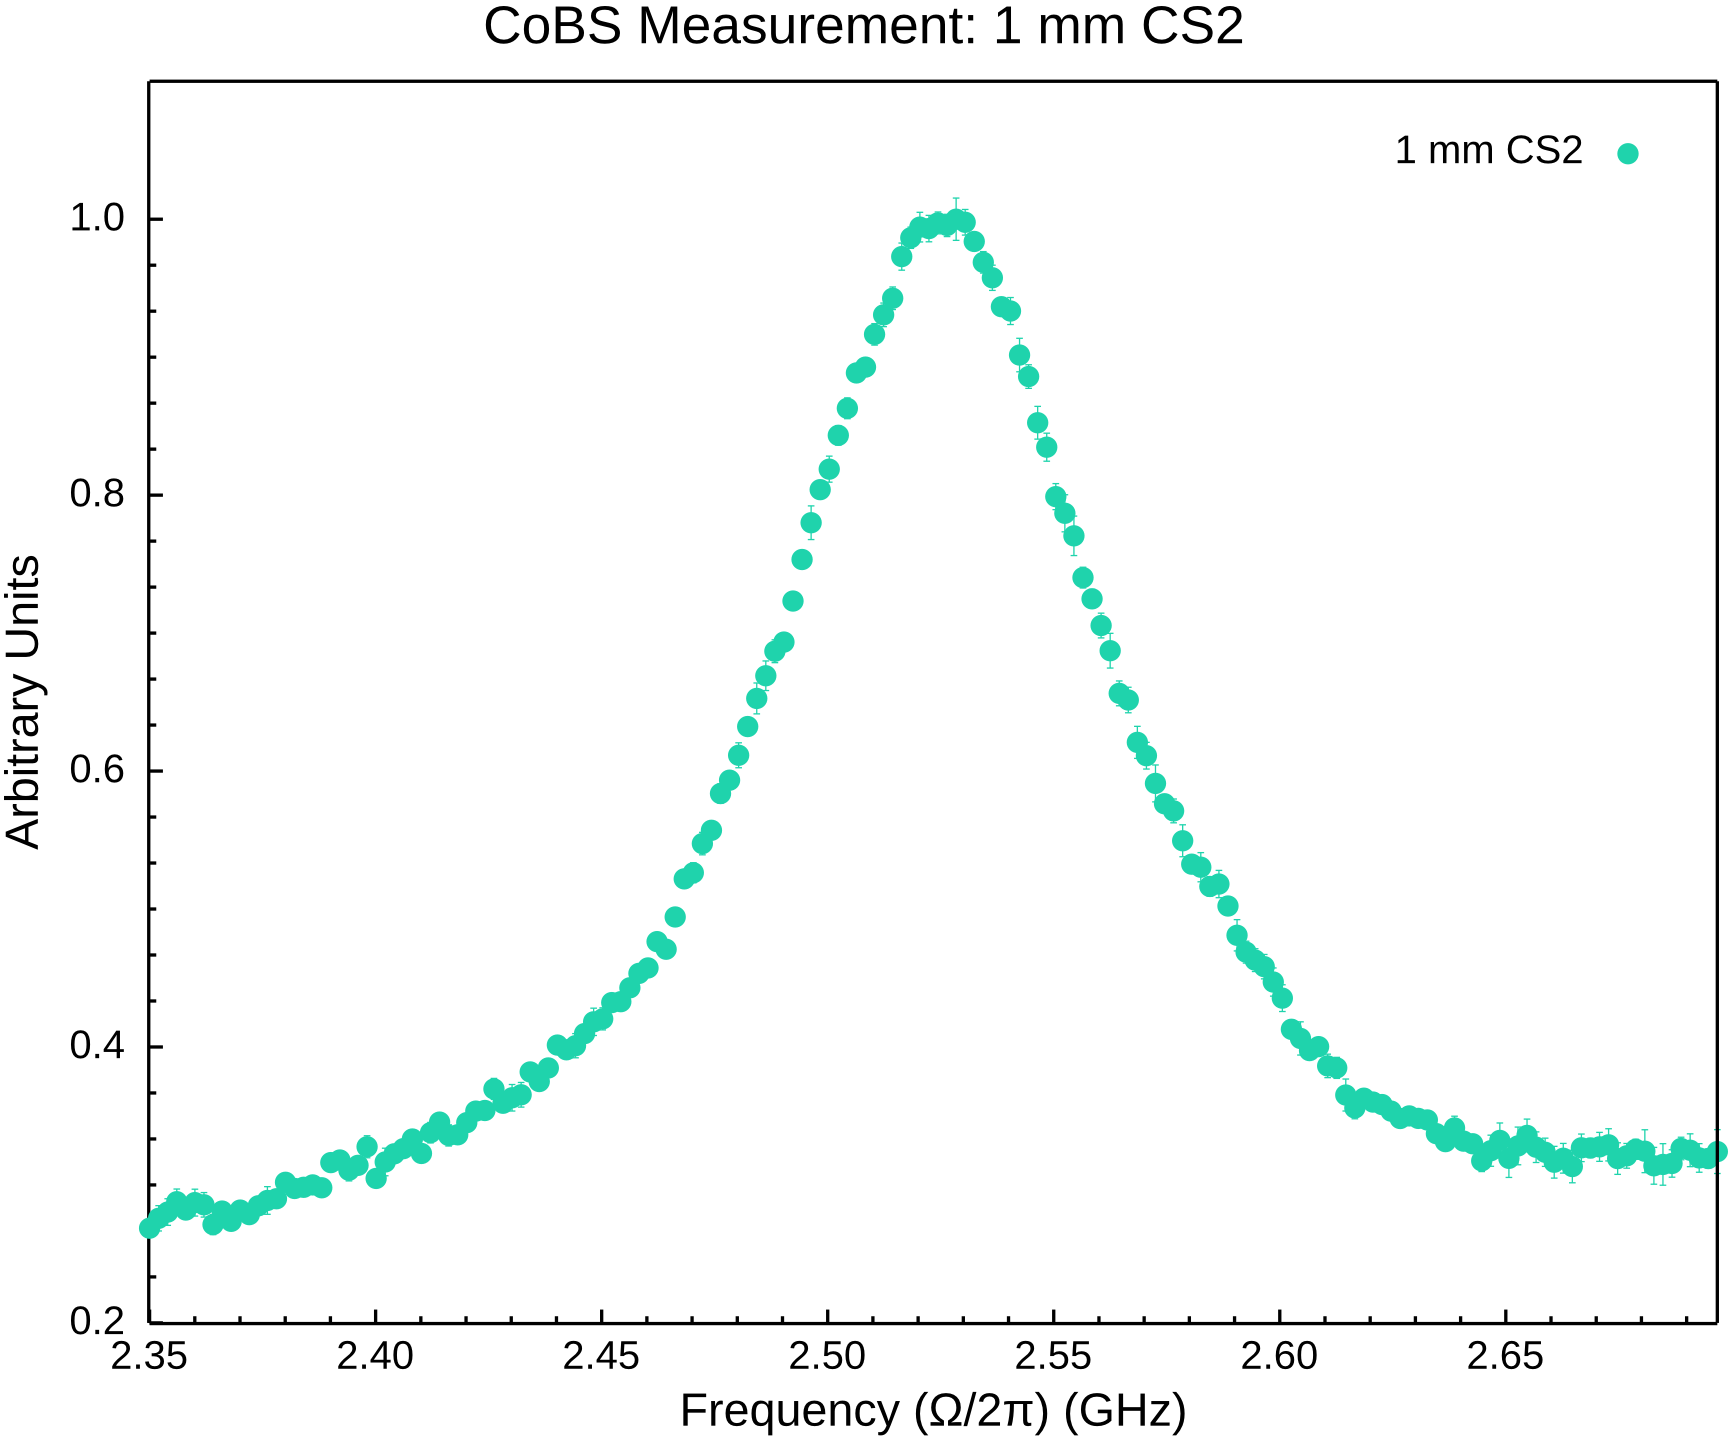 CoBS Measurement: 1 mm CS2
1 mm CS2
1.0
0.8
0.6
0.4
0.2
Arbitrary Units
2.35 2.40 2.45 2.50 2.55 2.60 2.65
Frequency (Ω/2π) (GHz)